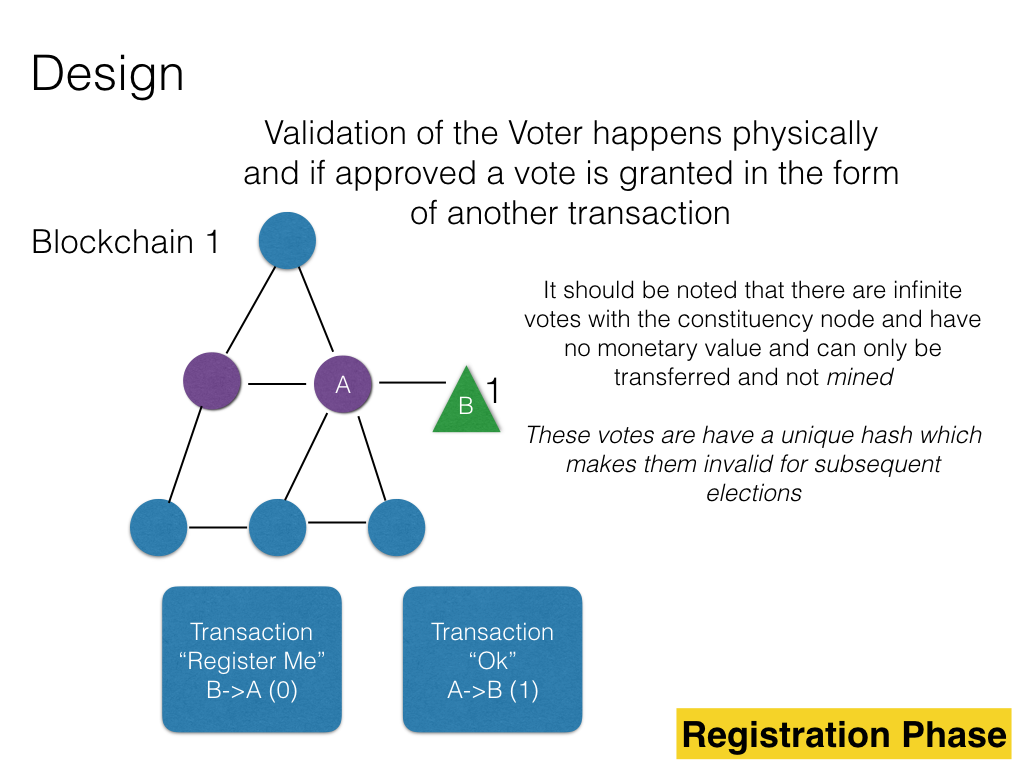 Design
Validation of the Voter happens physically
and if approved a vote is granted in the form
of another transaction
Blockchain 1
It should be noted that there are infinite
votes with the constituency node and have
no monetary value and can only be
transferred and not mined
A
B
1
These votes are have a unique hash which
makes them invalid for subsequent
elections
Transaction
“Register Me”
B->A (0)
Transaction
“Ok”
A->B (1)
Registration Phase